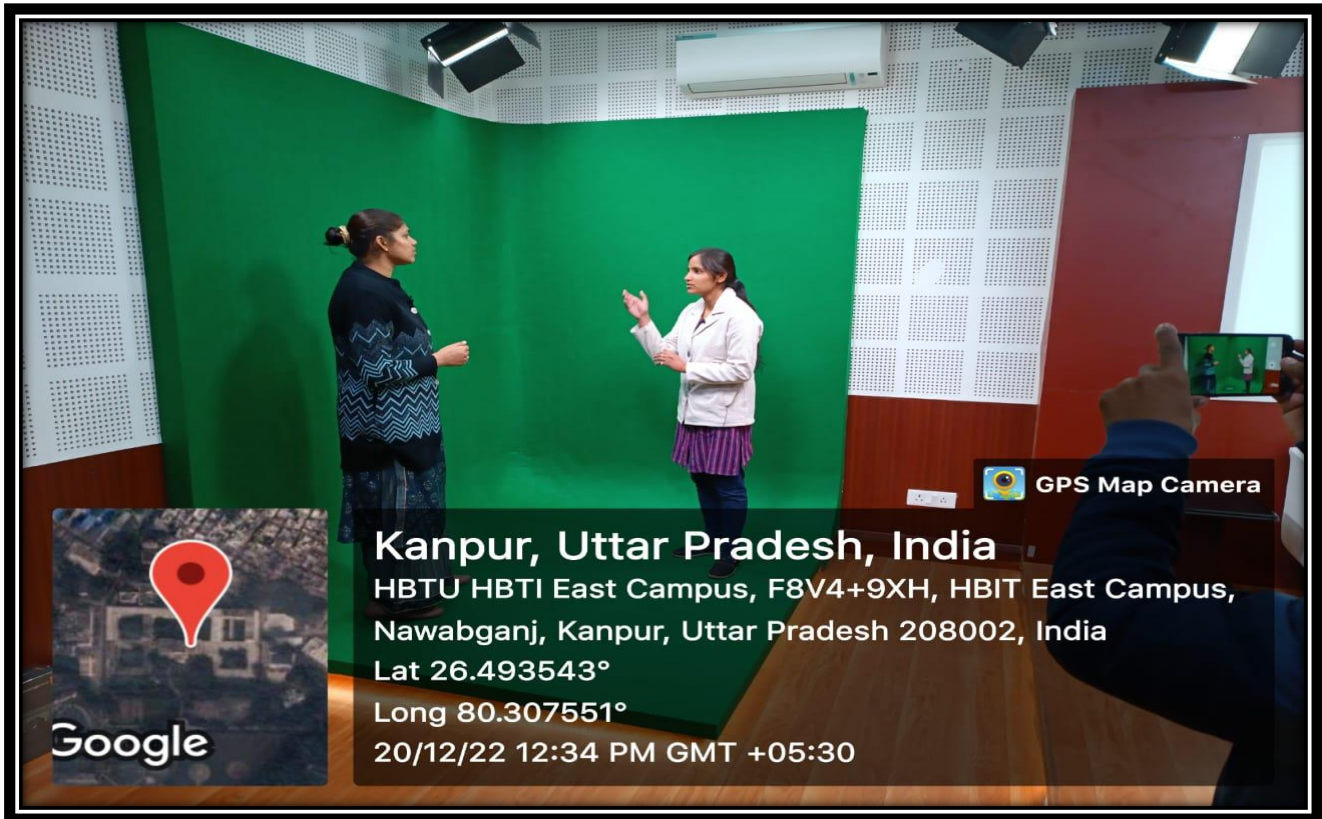 GPS Map Camera
Kanpur, Uttar Pradesh, India
HBTU HBTI East Campus, F8V4+9XH, HBIT East Campus,
Nawabganj, Kanpur, Uttar Pradesh 208002, India
Lat 26.493543°
Long 80.307551°
20/12/22 12:34 PM GMT +05:30
Google